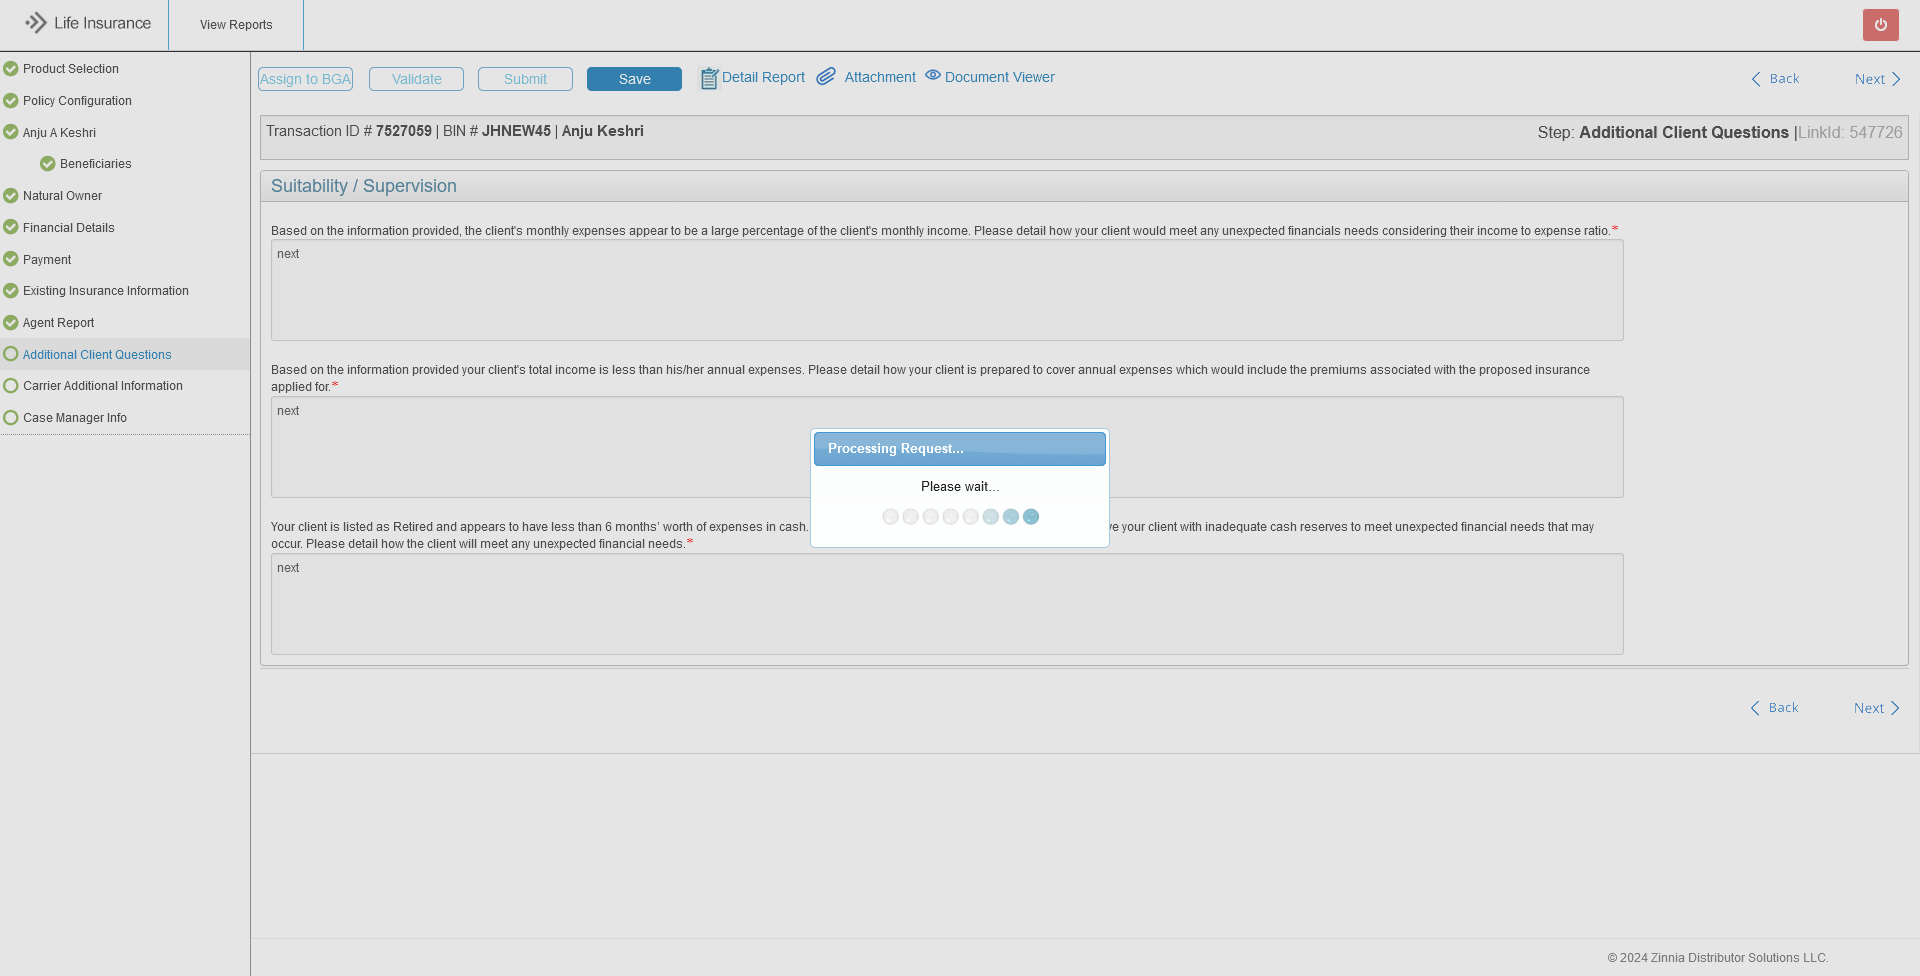 Life Insurance
View Reports
Product Selection
Policy Configuration
Anju A Keshri
Beneficiaries
Natural Owner
Financial Details
Payment
Existing Insurance Information
Agent Report
Additional Client Questions
Carrier Additional Information
Case Manager Info
Assign to BGA Validate Submit Save Detail Report Attachment Document Viewer Back Next
Transaction ID # 7527059 | BIN # JHNEW45 | Anju Keshri
Step: Additional Client Questions |LinkId: 547726
Suitability / Supervision
Based on the information provided, the client's monthly expenses appear to be a large percentage of the client's monthly income. Please detail how your client would meet any unexpected financials needs considering their income to expense ratio.*
next
Based on the information provided your client's total income is less than his/her annual expenses. Please detail how your client is prepared to cover annual expenses which would include the premiums associated with the proposed insurance
applied for.*
next
Processing Request...
Please wait...
Your client is listed as Retired and appears to have less than 6 months' worth of expenses in cash. your client with inadequate cash reserves to meet unexpected financial needs that may
occur. Please detail how the client will meet any unexpected financial needs.*
next
Back Next
© 2024 Zinnia Distributor Solutions LLC.